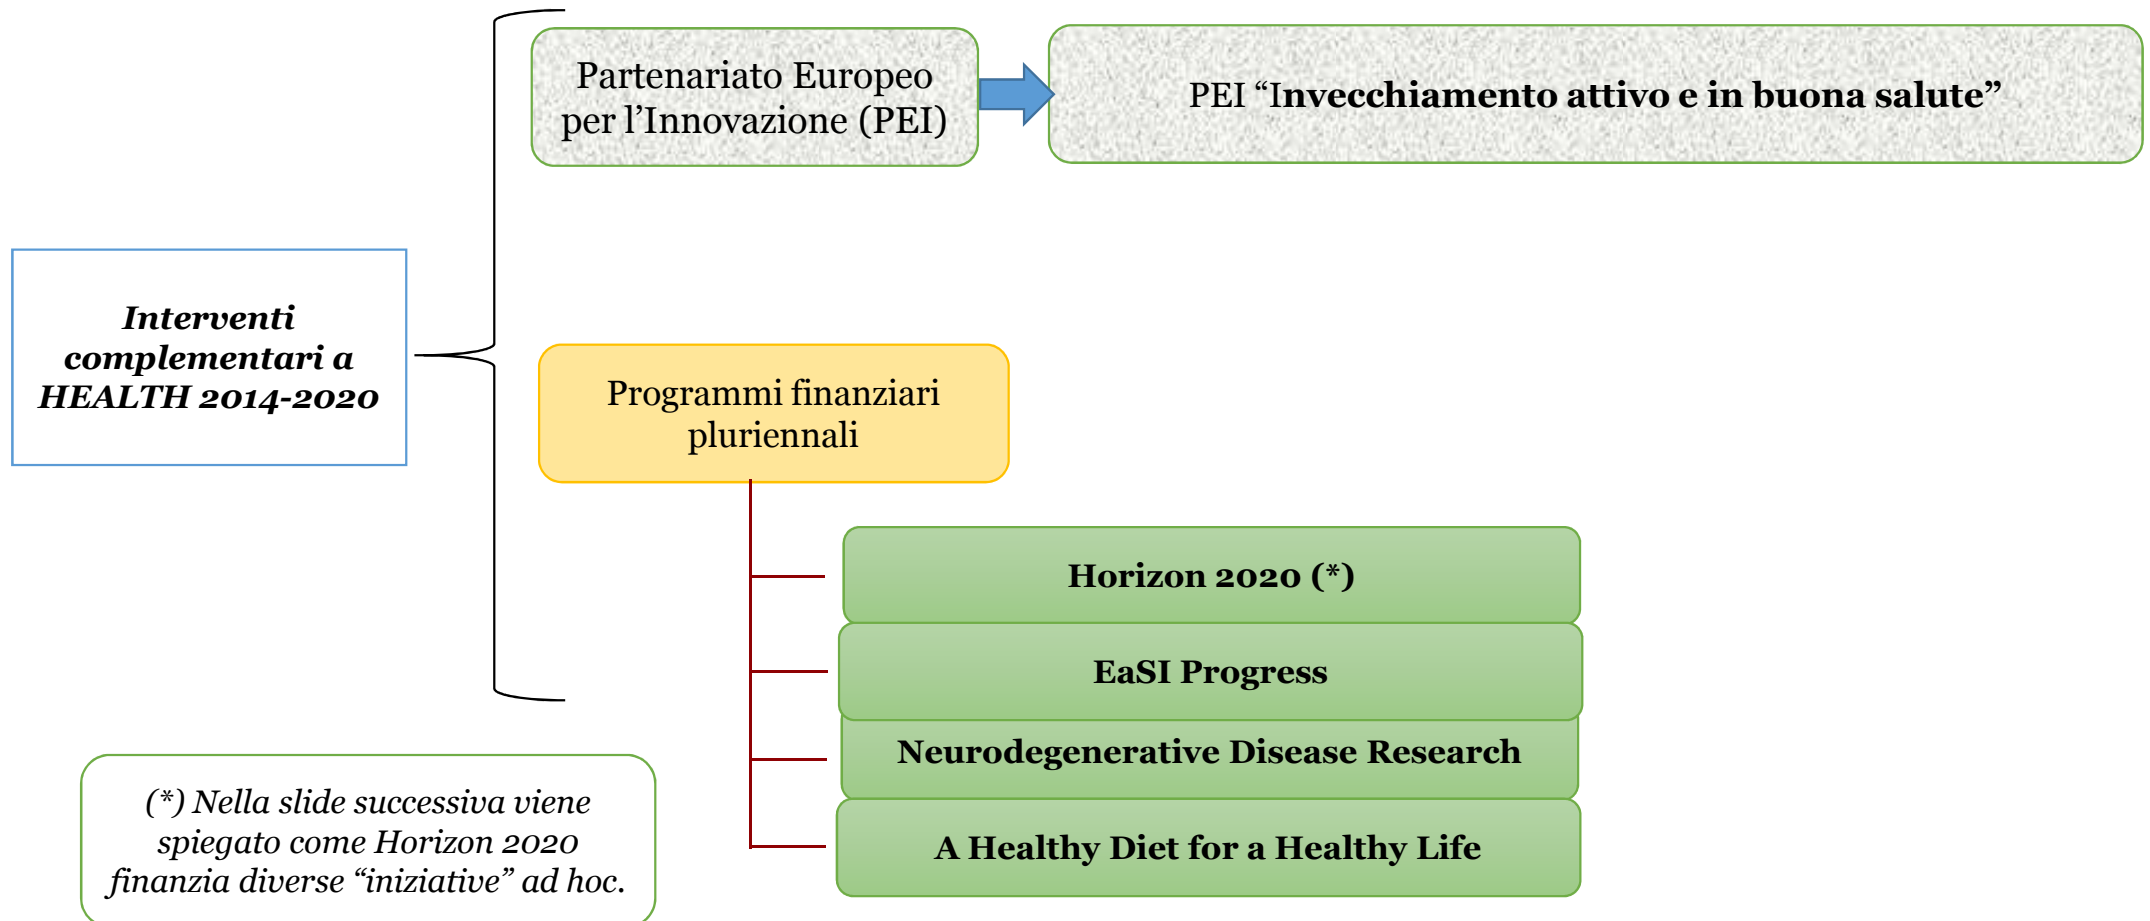 Partenariato Europeo
per l’Innovazione (PEI)
PEI “Invecchiamento attivo e in buona salute”
Interventi
complementari a
HEALTH 2014-2020
Programmi finanziari
pluriennali
Horizon 2020 (*)
EaSI Progress
Neurodegenerative Disease Research
A Healthy Diet for a Healthy Life
(*) Nella slide successiva viene
spiegato come Horizon 2020
finanzia diverse “iniziative” ad hoc.